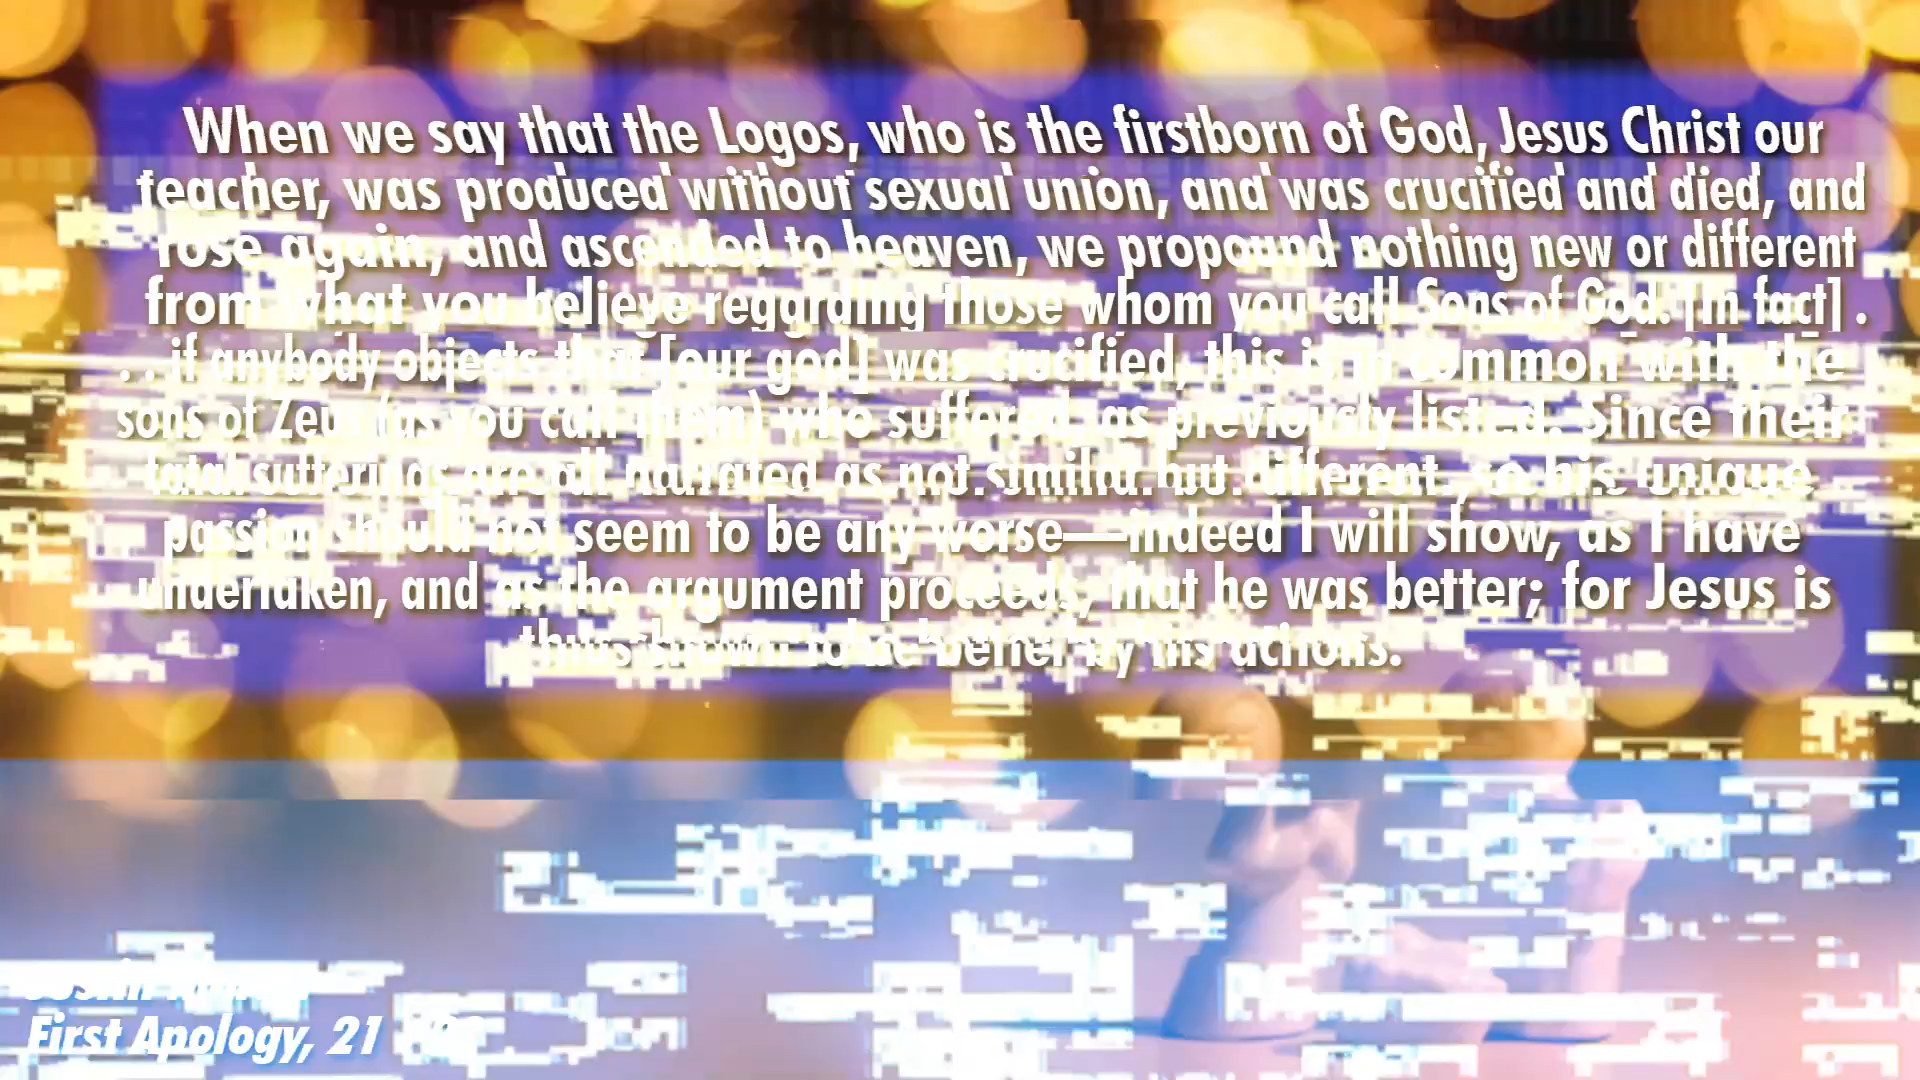 When we say that the Logos, who is the firstborn of God, Jesus Christ our
teacher, was produced without sexual union, and was crucified and died, and
rose again, and ascended to heaven, we propound nothing new or different
from what you believe regarding those whom you call Sons of God. [In fact] .
. . if anybody objects that [our god] was crucified, this is in common with the
sons of Zeus (as you call them) who suffered, as previously listed. Since their
fatal sufferings are all narrated as not similar but different, so his unique
passion should not seem to be any worse—indeed I will show, as I have
undertaken, and as the argument proceeds, that he was better; for Jesus is
thus shown to be better by his actions.
First Apology, 21